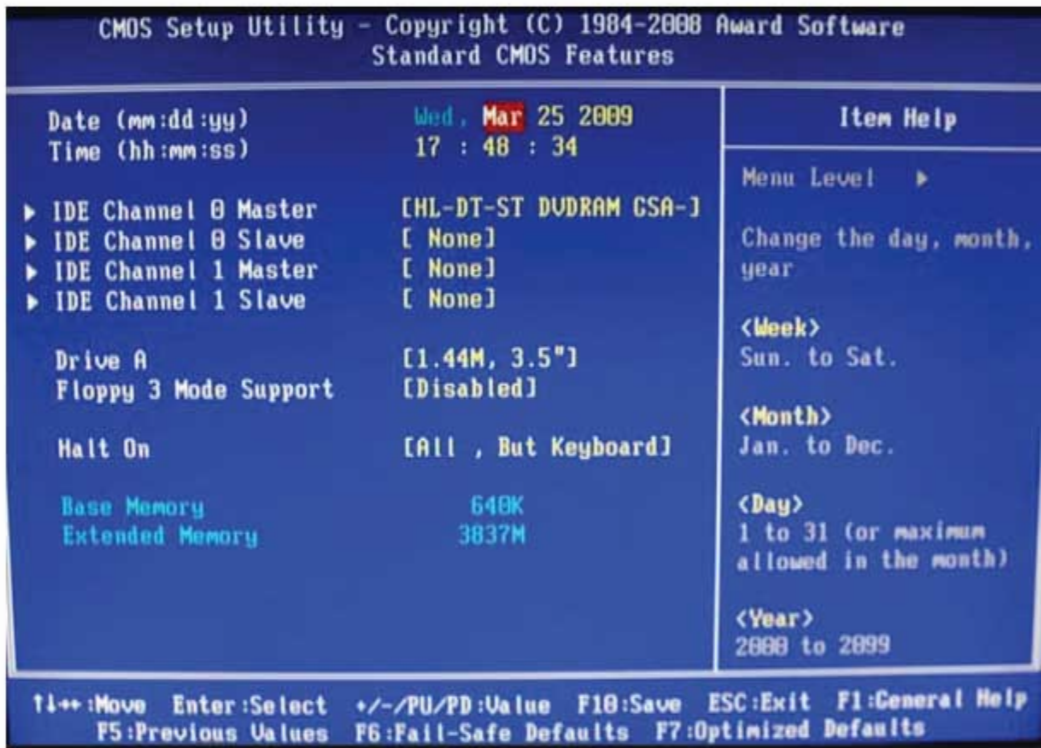 CMOS Setup Utility - Copyright (C) 1984-2008 Award Software
Standard CMOS Features
Date (mm:dd:yy) Wed, Mar 25 2009
Time (hh:mm:ss) 17 : 48 : 34
▶ IDE Channel 0 Master [HL-DT-ST DVDRAM GSA-]
▶ IDE Channel 0 Slave [ None]
▶ IDE Channel 1 Master [ None]
▶ IDE Channel 1 Slave [ None]
Drive A [1.44M, 3.5"]
Floppy 3 Mode Support [Disabled]
Halt On [All , But Keyboard]
Base Memory 640K
Extended Memory 3837M
Item Help
Menu Level ▶
Change the day, month,
year
<Week>
Sun. to Sat.
<Month>
Jan. to Dec.
<Day>
1 to 31 (or maximum
allowed in the month)
<Year>
2000 to 2099
↑↓→←:Move Enter:Select +/-/PU/PD:Value F10:Save ESC:Exit F1:General Help
F5:Previous Values F6:Fail-Safe Defaults F7:Optimized Defaults